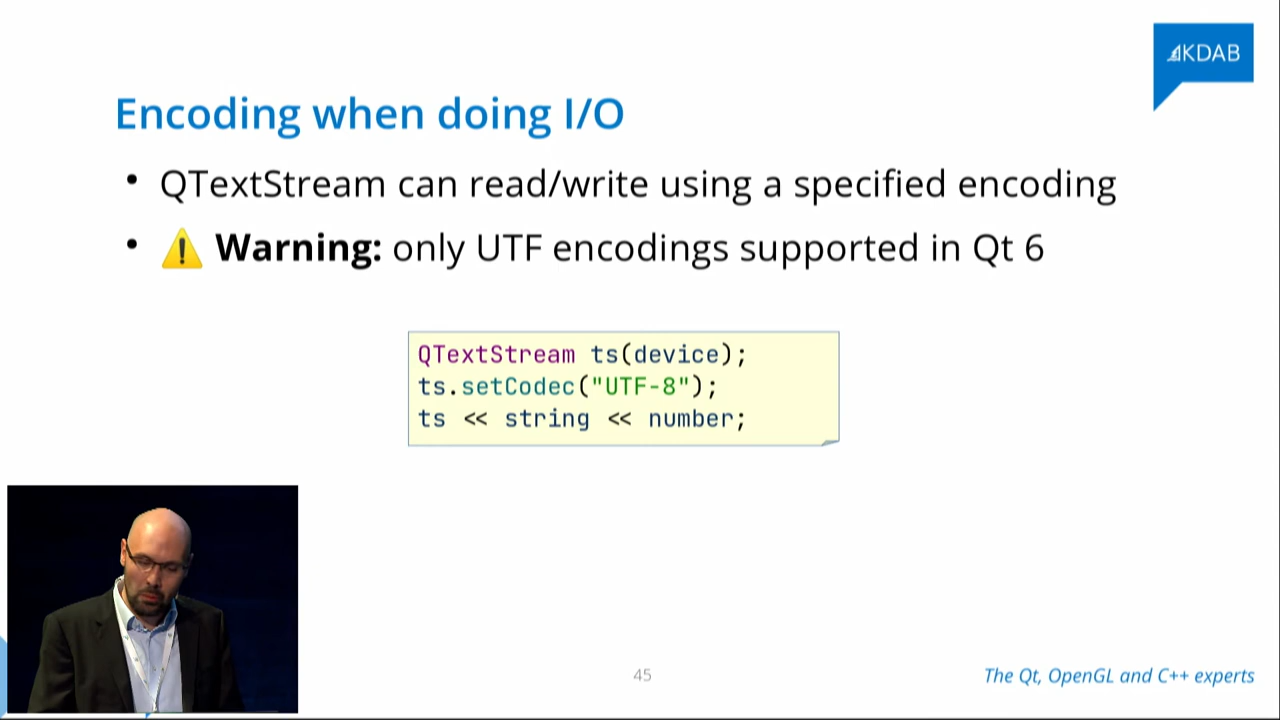 KDAB
Encoding when doing I/O
• QTextStream can read/write using a specified encoding
• ⚠ Warning: only UTF encodings supported in Qt 6
QTextStream ts(device);
ts.setCodec("UTF-8");
ts << string << number;
45
The Qt, OpenGL and C++ experts